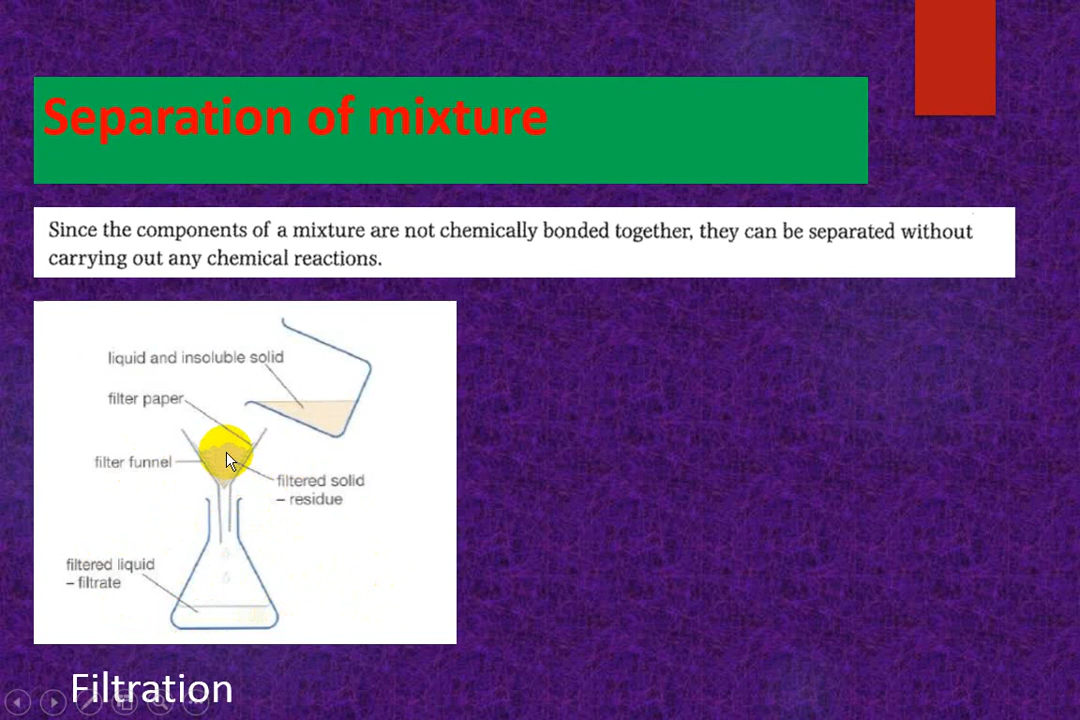 Separation of mixture
Since the components of a mixture are not chemically bonded together, they can be separated without
carrying out any chemical reactions.
liquid and insoluble solid
filter paper
filter funnel
filtered solid
– residue
filtered liquid
– filtrate
Filtration